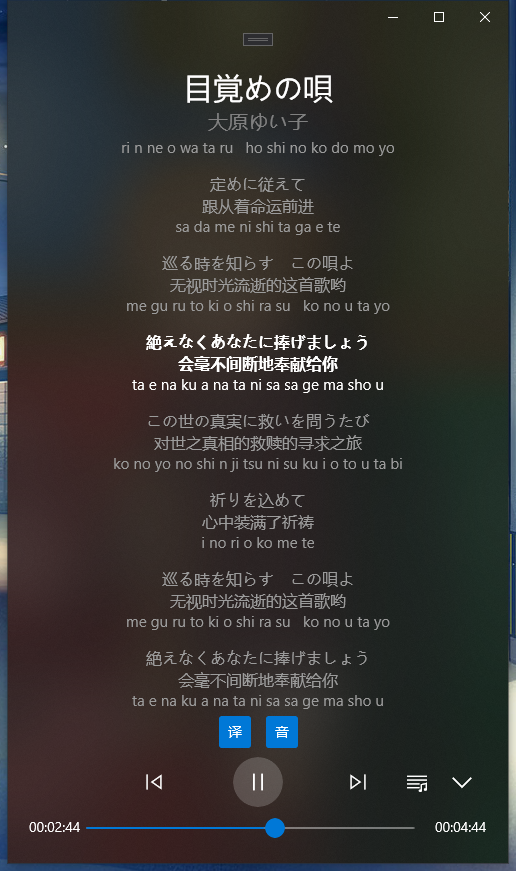 目覚めの唄
大原ゆい子
ri n ne o wa ta ru ho shi no ko do mo yo
定めに従えて
跟从着命运前进
sa da me ni shi ta ga e te
巡る時を知らす この唄よ
无视时光流逝的这首歌哟
me gu ru to ki o shi ra su ko no u ta yo
絶えなくあなたに捧げましょう
会毫不间断地奉献给你
ta e na ku a na ta ni sa sa ge ma sho u
この世の真実に救いを問うたび
对世之真相的救赎的寻求之旅
ko no yo no shi n ji tsu ni su ku i o to u ta bi
祈りを込めて
心中装满了祈祷
i no ri o ko me te
巡る時を知らす この唄よ
无视时光流逝的这首歌哟
me gu ru to ki o shi ra su ko no u ta yo
絶えなくあなたに捧げましょう
会毫不间断地奉献给你
ta e na ku a na ta ni sa sa ge ma sho u
译 音
00:02:44 00:04:44